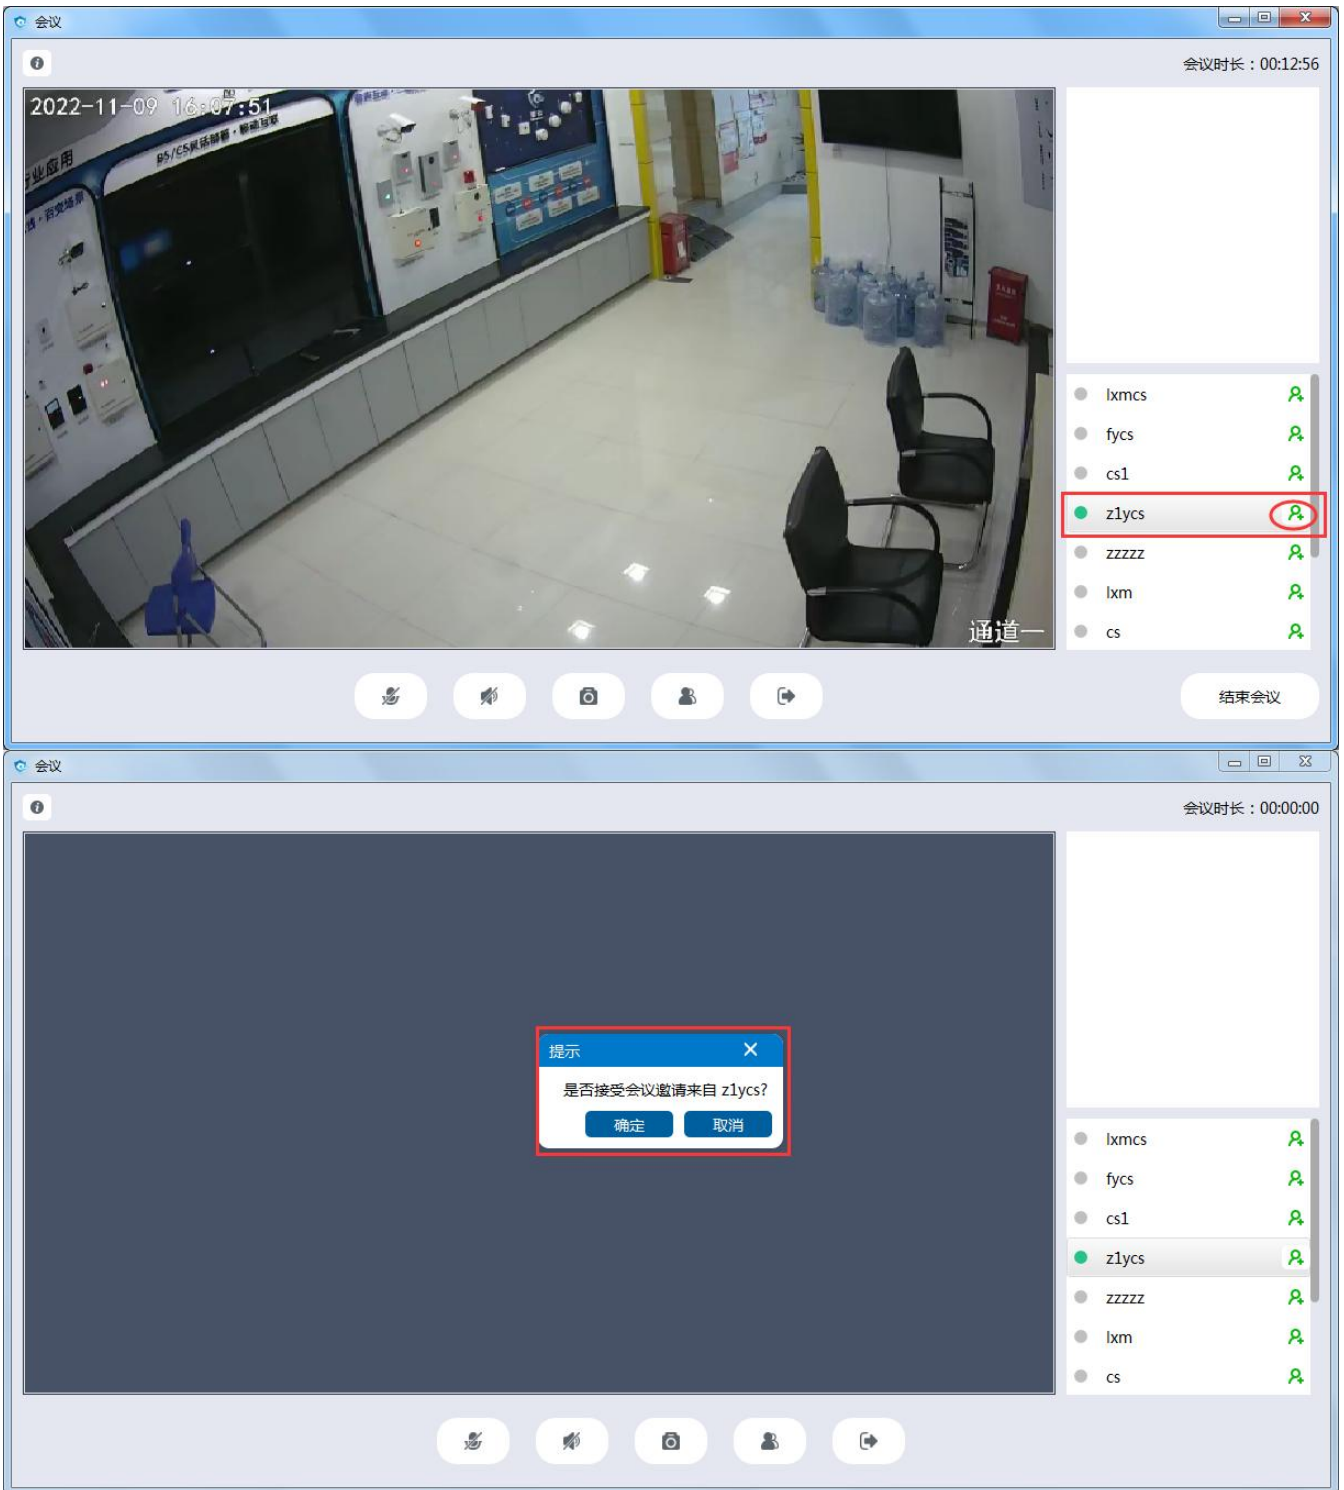 会议
会议时长：00:12:56
2022-11-09 16:07:51
业应用
通道一
lxmcs
fycs
cs1
z1ycs
zzzzz
lxm
cs
结束会议
会议
会议时长：00:00:00
提示
是否接受会议邀请来自 z1ycs?
确定
取消
lxmcs
fycs
cs1
z1ycs
zzzzz
lxm
cs